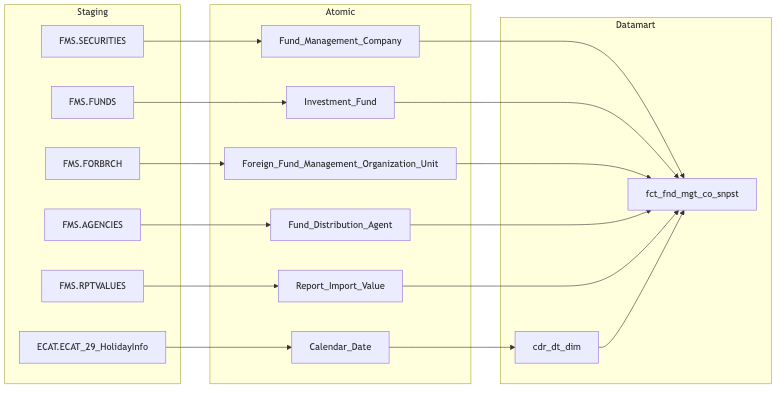 Staging
Atomic
Datamart
FMS.SECURITIES
Fund_Management_Company
FMS.FUNDS
Investment_Fund
FMS.FORBRCH
Foreign_Fund_Management_Organization_Unit
fct_fnd_mgt_co_snpst
FMS.AGENCIES
Fund_Distribution_Agent
FMS.RPTVALUES
Report_Import_Value
ECAT.ECAT_29_HolidayInfo
Calendar_Date
cdr_dt_dim